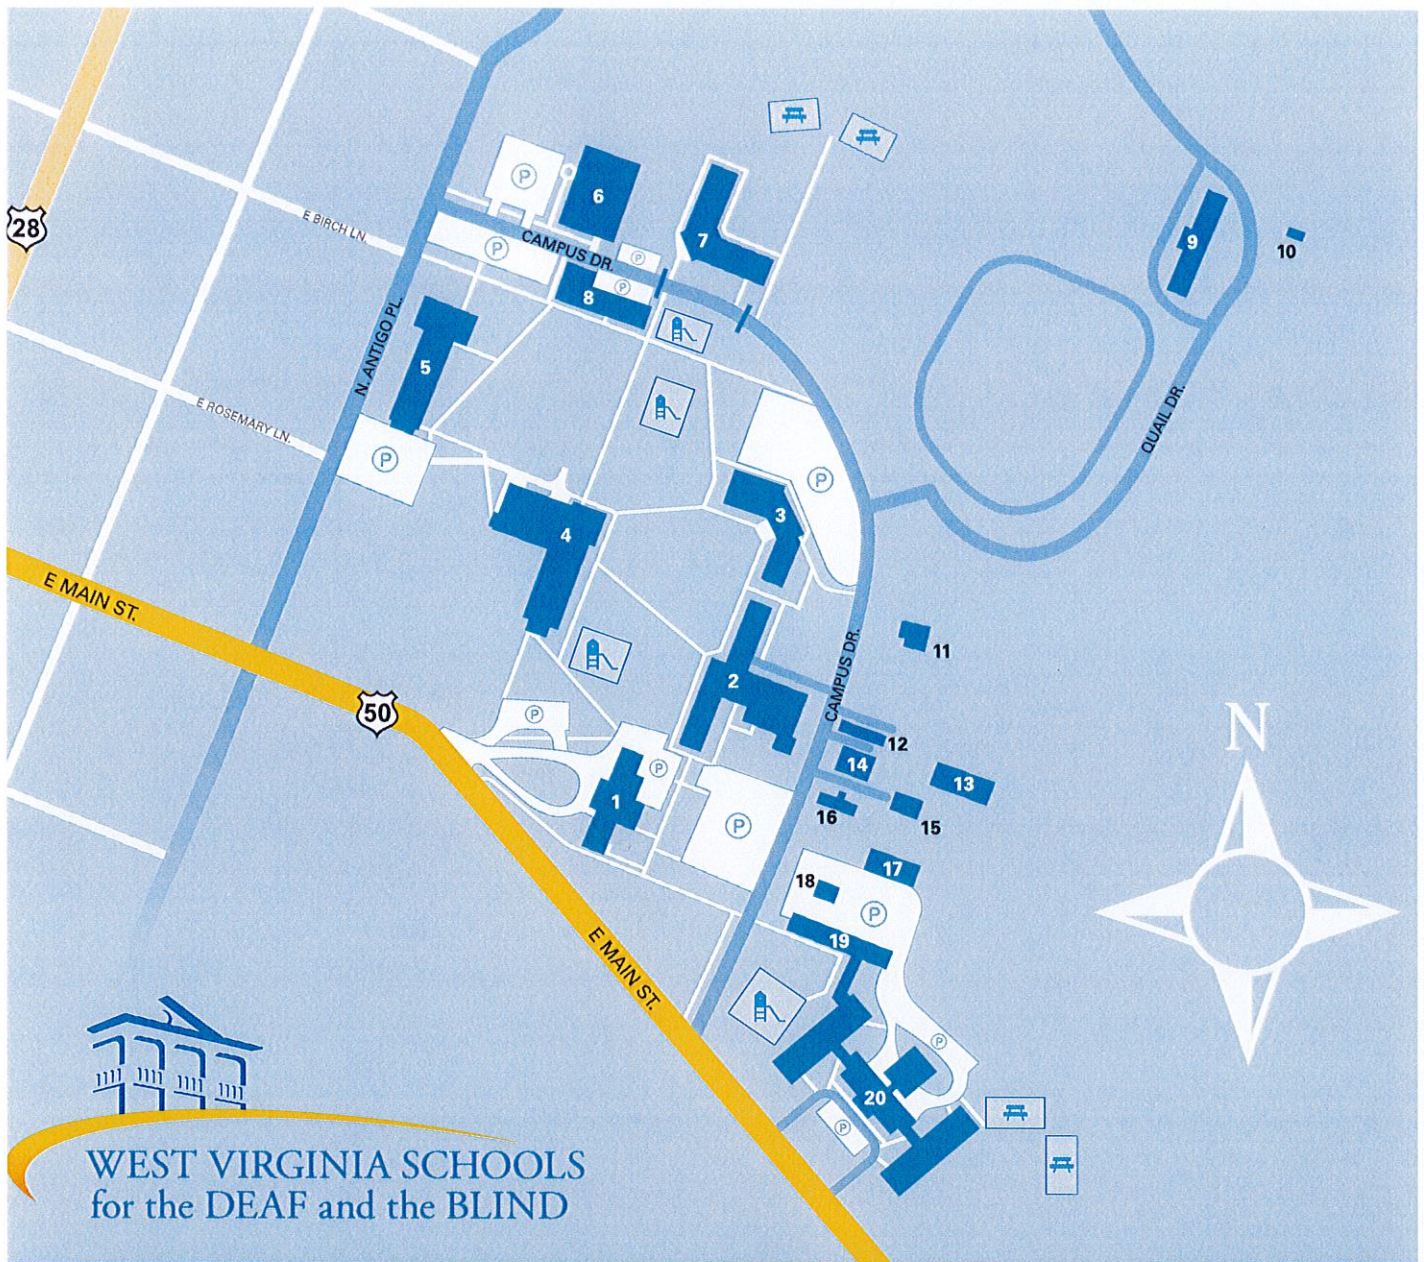 28
E BIRCH LN.
P
6
7
P
CAMPUS DR.
P
P
8
9
10
N. ANTIGO PL.
5
E ROSEMARY LN.
P
QUAIL DR.
P
3
4
E MAIN ST.
50
2
11
CAMPUS DR.
P
12
14
13
P
1
16
15
P
17
18
P
19
E MAIN ST.
N
P
20
P
WEST VIRGINIA SCHOOLS
for the DEAF and the BLIND